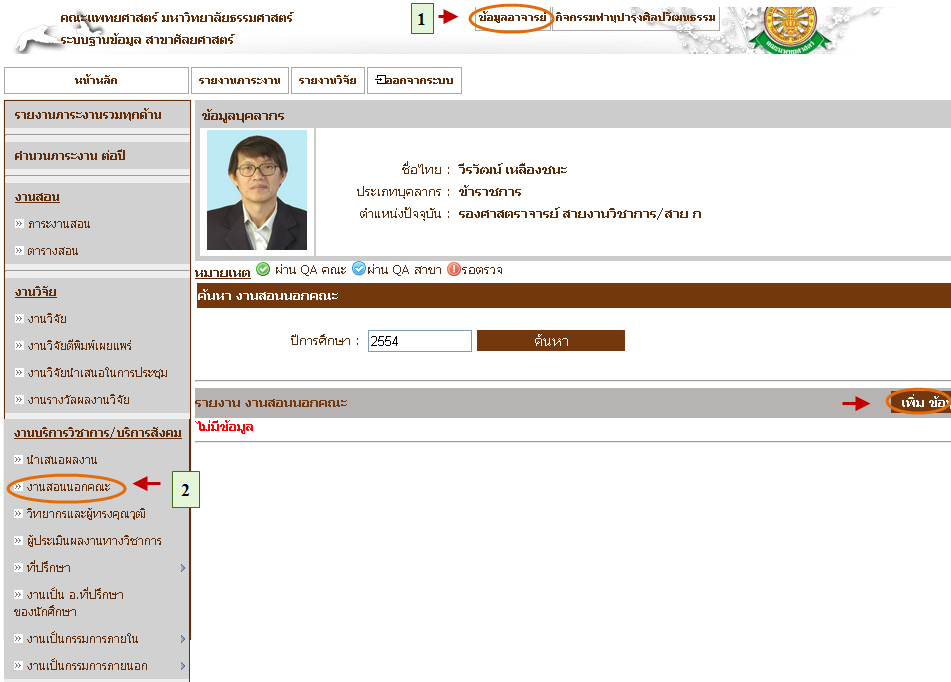 คณะแพทยศาสตร์ มหาวิทยาลัยธรรมศาสตร์
ระบบฐานข้อมูล สาขาศัลยศาสตร์
1
ข้อมูลอาจารย์
กิจกรรมทำนุบำรุงศิลปวัฒนธรรม
หน้าหลัก
รายงานภาระงาน
รายงานวิจัย
ออกจากระบบ
รายงานภาระงานรวมทุกด้าน
คำนวนภาระงาน ต่อปี
งานสอน
ภาระงานสอน
ตารางสอน
งานวิจัย
งานวิจัย
งานวิจัยตีพิมพ์เผยแพร่
งานวิจัยนำเสนอในการประชุม
งานรางวัลผลงานวิจัย
งานบริการวิชาการ/บริการสังคม
นำเสนอผลงาน
งานสอนนอกคณะ
2
วิทยากรและผู้ทรงคุณวุฒิ
ผู้ประเมินผลงานทางวิชาการ
ที่ปรึกษา
งานเป็น อ.ที่ปรึกษา
ของนักศึกษา
งานเป็นกรรมการภายใน
งานเป็นกรรมการภายนอก
ข้อมูลบุคลากร
ชื่อไทย : วีรวัฒน์ เหลืองชนะ
ประเภทบุคลากร : ข้าราชการ
ตำแหน่งปัจจุบัน : รองศาสตราจารย์ สายงานวิชาการ/สาย ก
หมายเหตุ ผ่าน QA คณะ ผ่าน QA สาขา รอตรวจ
ค้นหา งานสอนนอกคณะ
ปีการศึกษา : 2554 ค้นหา
รายงาน งานสอนนอกคณะ
เพิ่ม
ไม่มีข้อมูล